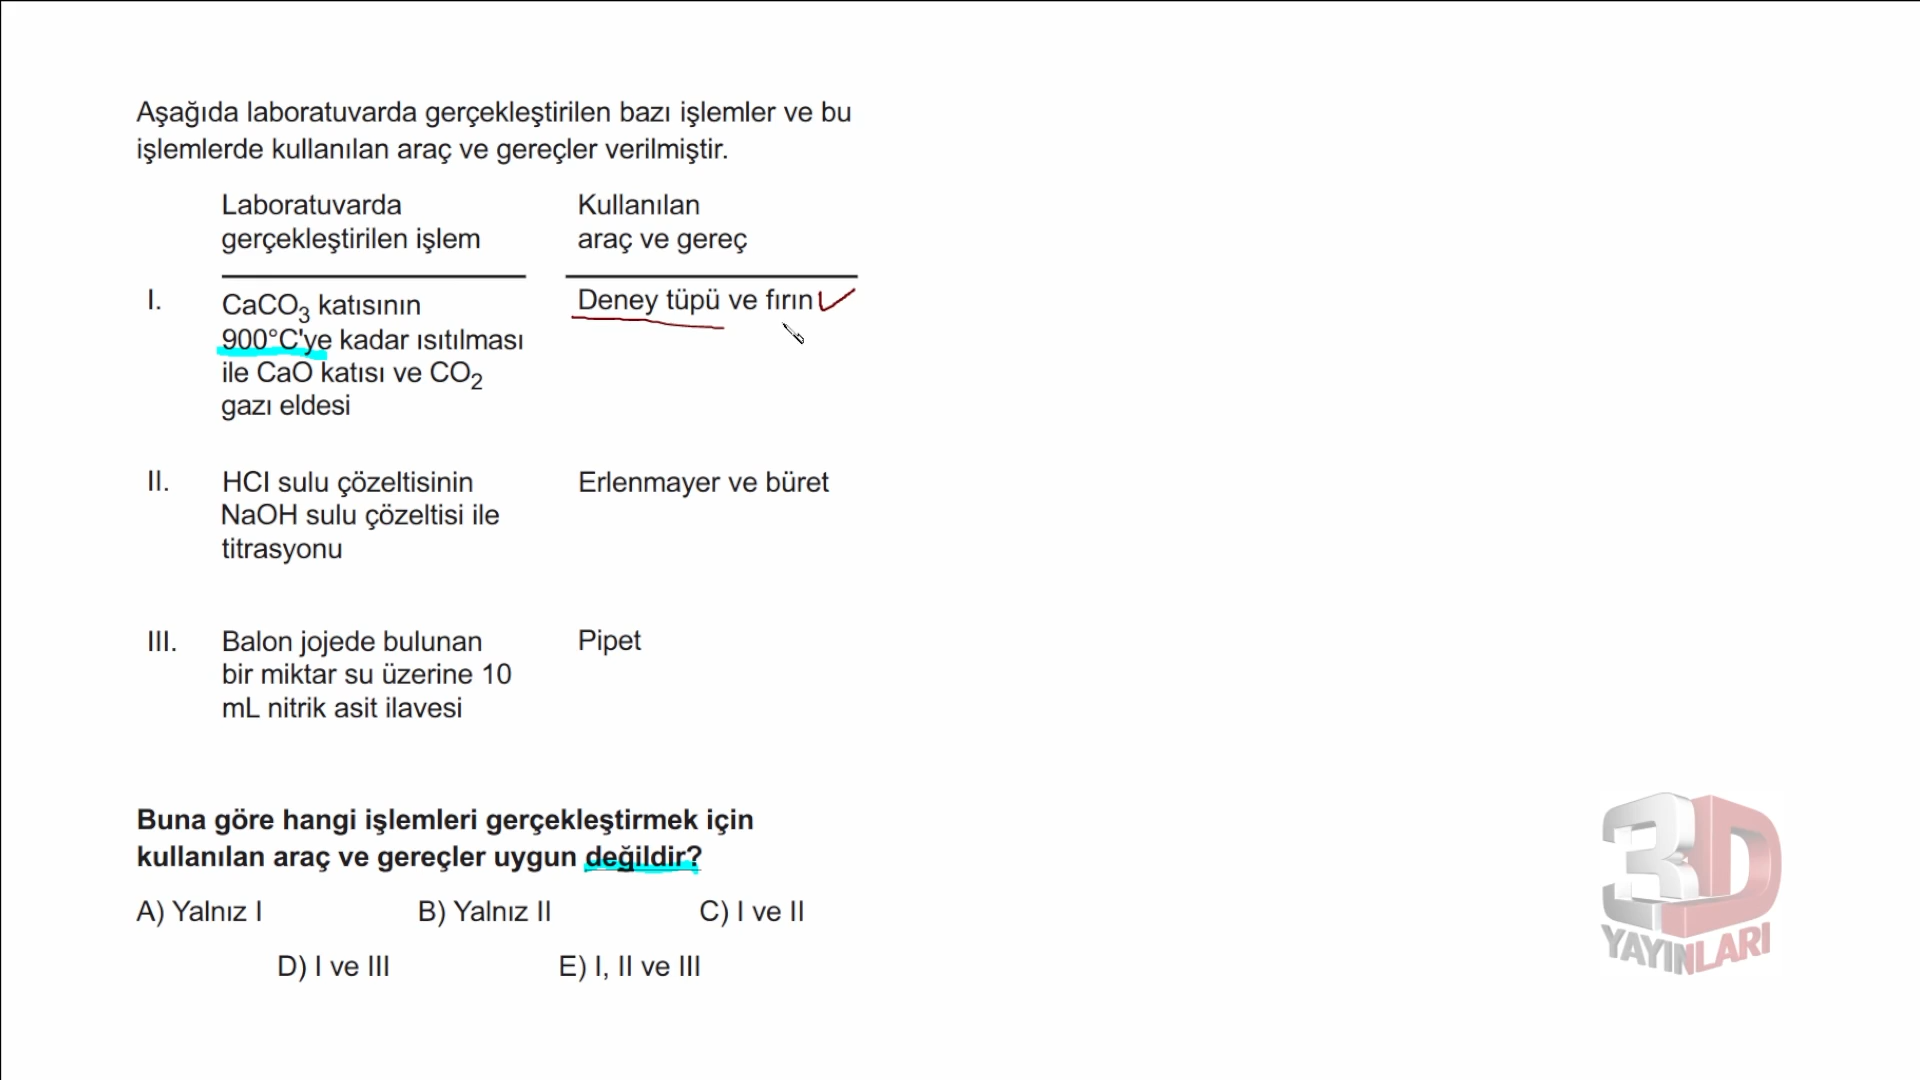 Aşağıda laboratuvarda gerçekleştirilen bazı işlemler ve bu
işlemlerde kullanılan araç ve gereçler verilmiştir.
Laboratuvarda
gerçekleştirilen işlem
Kullanılan
araç ve gereç
I. CaCO₃ katısının
900°C'ye kadar ısıtılması
ile CaO katısı ve CO₂
gazı eldesi
Deney tüpü ve fırın
II. HCl sulu çözeltisinin
NaOH sulu çözeltisi ile
titrasyonu
Erlenmayer ve büret
III. Balon jojede bulunan
bir miktar su üzerine 10
mL nitrik asit ilavesi
Pipet
Buna göre hangi işlemleri gerçekleştirmek için
kullanılan araç ve gereçler uygun değildir?
A) Yalnız I B) Yalnız II C) I ve II
D) I ve III E) I, II ve III
3D
YAYINLARI